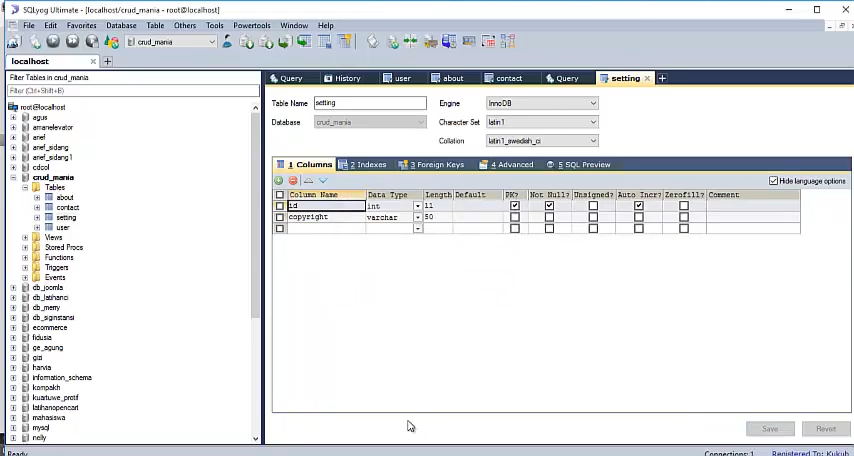 SQLyog Ultimate - [localhost/crud_mania - root@localhost]
File Edit Favorites Database Table Others Tools Powertools Window Help
crud_mania
localhost
Filter Tables in crud_mania
Filter (Ctrl+Shift+B)
root@localhost
agus
amanelevator
anef
anef_sidang
anef_sidang1
cdcol
crud_mania
Tables
about
contact
setting
user
Views
Stored Procs
Functions
Triggers
Events
db_joomla
db_latihanci
db_merry
db_siginstansi
ecommerce
fidusia
ge_agung
gizi
harvia
information_schema
kompakh
kuartuwe_protif
latihanopencart
mahasiswa
mysql
nelly
Query History user about contact Query setting
Table Name setting Engine InnoDB
Database crud_mania Character Set latin1
Collation latin1_swedish_ci
1 Columns 2 Indexes 3 Foreign Keys 4 Advanced 5 SQL Preview
Hide language options
Column Name Data Type Length Default PK? Not Null? Unsigned? Auto Incr? Zerofill? Comment
id int 11
copyright varchar 50
Save Revert
Ready Connections: 1 Registered To: Kukuh